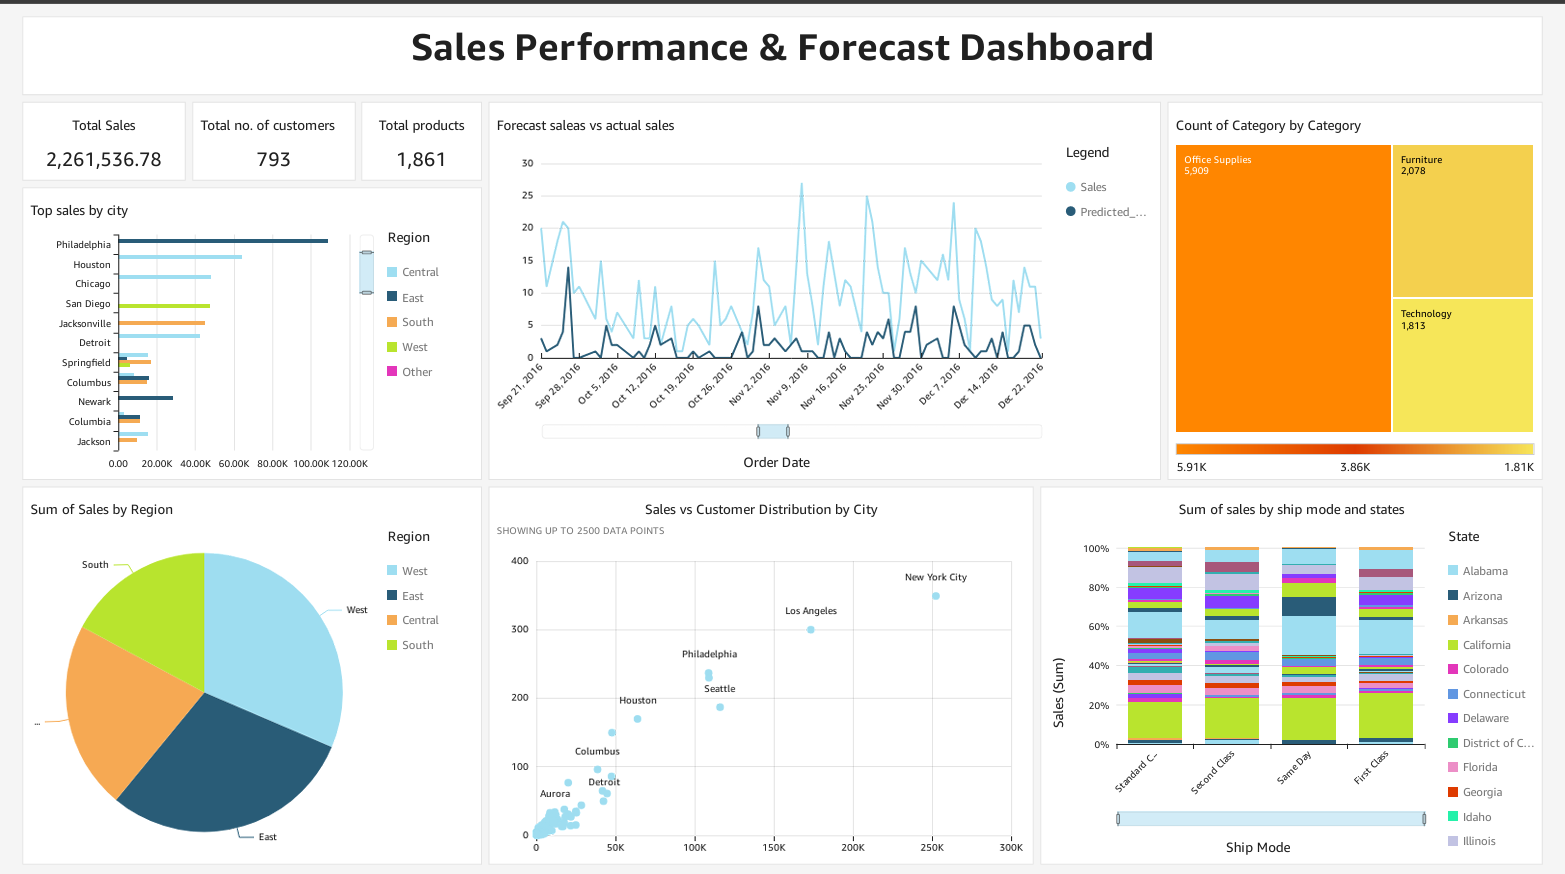 Sales Performance & Forecast Dashboard
Total Sales
2,261,536.78
Total no. of customers
793
Total products
1,861
Top sales by city
Philadelphia
Houston
Chicago
San Diego
Jacksonville
Detroit
Springfield
Columbus
Newark
Columbia
Jackson
0.00 20.00K 40.00K 60.00K 80.00K 100.00K 120.00K
Region
Central
East
South
West
Other
Forecast saleas vs actual sales
30
25
20
15
10
5
0
Sep 21, 2016 Sep 28, 2016 Oct 5, 2016 Oct 12, 2016 Oct 19, 2016 Oct 26, 2016 Nov 2, 2016 Nov 9, 2016 Nov 16, 2016 Nov 23, 2016 Nov 30, 2016 Dec 7, 2016 Dec 14, 2016 Dec 22, 2016
Order Date
Legend
Sales
Predicted_...
Count of Category by Category
Office Supplies
5,909
Furniture
2,078
Technology
1,813
5.91K 3.86K 1.81K
Sum of Sales by Region
South
West
...
East
Region
West
East
Central
South
Sales vs Customer Distribution by City
SHOWING UP TO 2500 DATA POINTS
400
300
200
100
0
New York City
Los Angeles
Philadelphia
Seattle
Houston
Columbus
Detroit
Aurora
0 50K 100K 150K 200K 250K 300K
Sum of sales by ship mode and states
Sales (Sum)
100%
80%
60%
40%
20%
0%
Standard C... Second Class Same Day First Class
Ship Mode
State
Alabama
Arizona
Arkansas
California
Colorado
Connecticut
Delaware
District of C...
Florida
Georgia
Idaho
Illinois